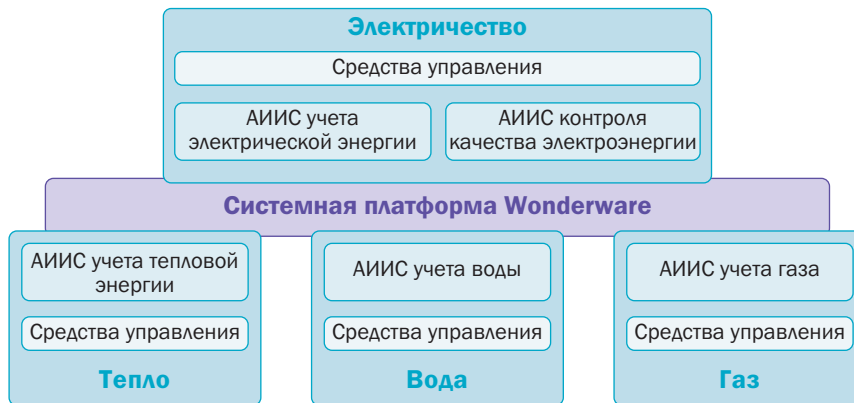 Электричество
Средства управления
АИИС учета
электрической энергии
АИИС контроля
качества электроэнергии
Системная платформа Wonderware
АИИС учета тепловой
энергии
Средства управления
Тепло
АИИС учета воды
Средства управления
Вода
АИИС учета газа
Средства управления
Газ